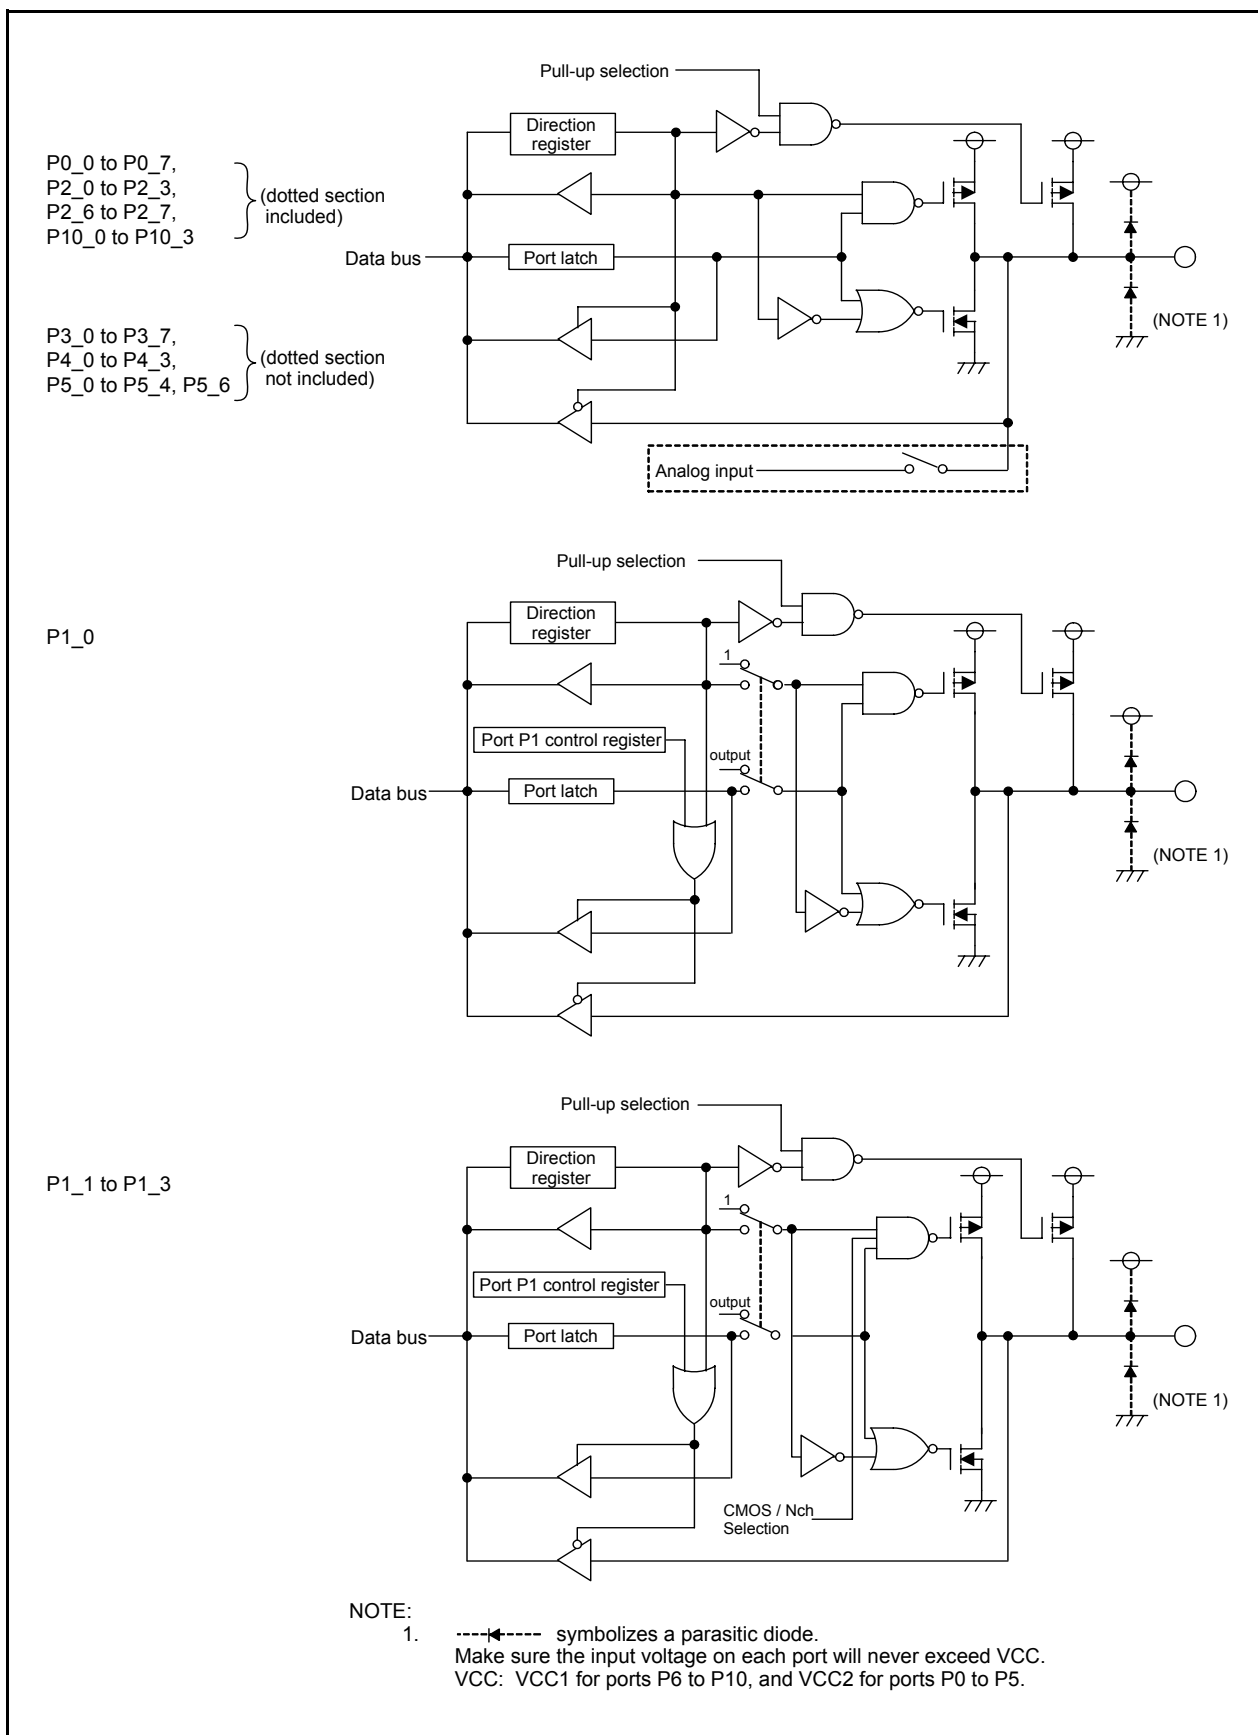 Pull-up selection
Direction
register
P0_0 to P0_7,
P2_0 to P2_3,
P2_6 to P2_7,
P10_0 to P10_3
(dotted section
included)
Data bus
Port latch
(NOTE 1)
P3_0 to P3_7,
P4_0 to P4_3,
P5_0 to P5_4, P5_6
(dotted section
not included)
Analog input
Pull-up selection
P1_0
Direction
register
1
Port P1 control register
output
Data bus
Port latch
(NOTE 1)
Pull-up selection
P1_1 to P1_3
Direction
register
1
Port P1 control register
output
Data bus
Port latch
(NOTE 1)
CMOS / Nch
Selection
NOTE:
1. symbolizes a parasitic diode.
Make sure the input voltage on each port will never exceed VCC.
VCC: VCC1 for ports P6 to P10, and VCC2 for ports P0 to P5.